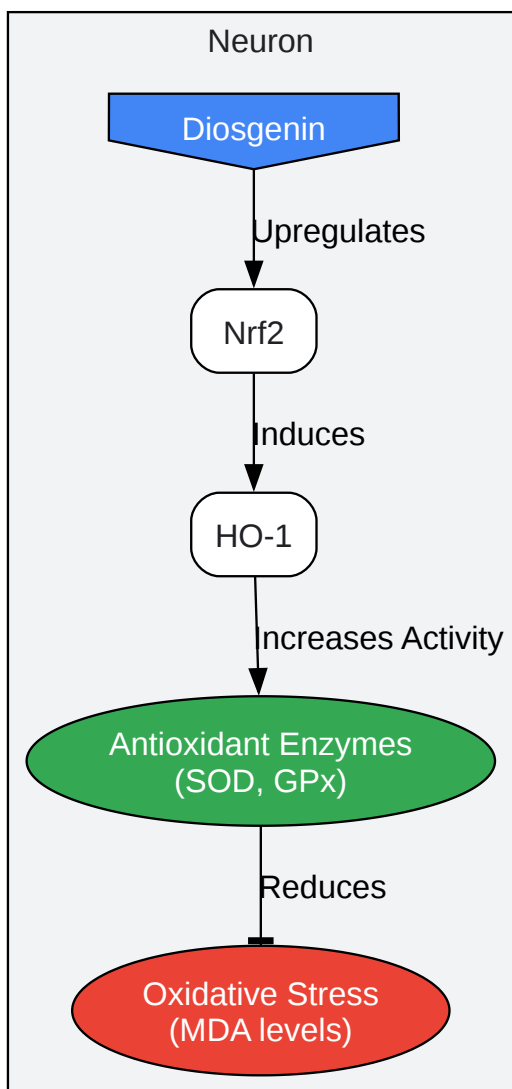 Neuron
Diosgenin
Upregulates
Nrf2
Induces
HO-1
Increases Activity
Antioxidant Enzymes
(SOD, GPx)
Reduces
Oxidative Stress
(MDA levels)